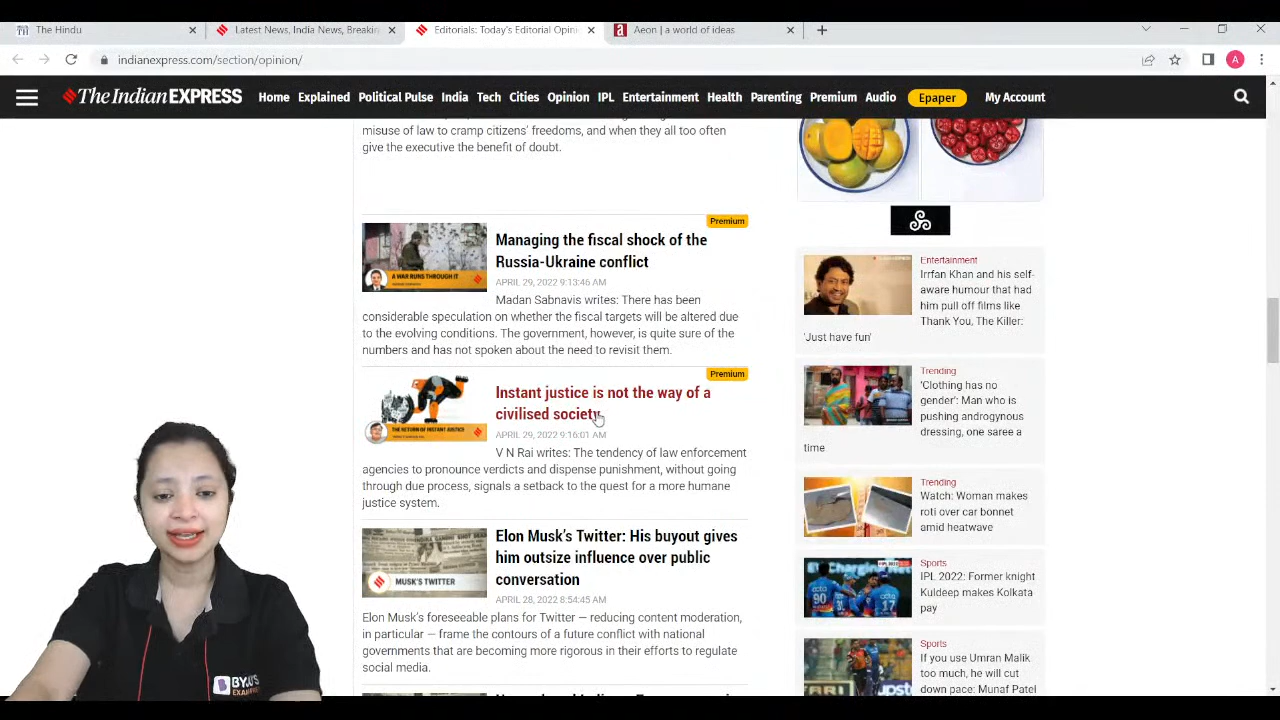 The Hindu
Latest News, India News, Breakin
Editorials: Today's Editorial Opini
Aeon | a world of ideas
indianexpress.com/section/opinion/
A
The Indian EXPRESS
Home Explained Political Pulse India Tech Cities Opinion IPL Entertainment Health Parenting Premium Audio Epaper My Account
misuse of law to cramp citizens' freedoms, and when they all too often
give the executive the benefit of doubt.
Premium
Managing the fiscal shock of the
Russia-Ukraine conflict
APRIL 29, 2022 9:13:46 AM
A WAR RUNS THROUGH IT
Madan Sabnavis writes: There has been
considerable speculation on whether the fiscal targets will be altered due
to the evolving conditions. The government, however, is quite sure of the
numbers and has not spoken about the need to revisit them.
Premium
Instant justice is not the way of a
civilised society
APRIL 29, 2022 9:16:01 AM
THE RETURN OF INSTANT JUSTICE
V N Rai writes: The tendency of law enforcement
agencies to pronounce verdicts and dispense punishment, without going
through due process, signals a setback to the quest for a more humane
justice system.
Elon Musk's Twitter: His buyout gives
him outsize influence over public
conversation
MUSK'S TWITTER
APRIL 28, 2022 8:54:45 AM
Elon Musk's foreseeable plans for Twitter — reducing content moderation,
in particular — frame the contours of a future conflict with national
governments that are becoming more rigorous in their efforts to regulate
social media.
Entertainment
Irrfan Khan and his self-
aware humour that had
him pull off films like
Thank You, The Killer:
'Just have fun'
Trending
'Clothing has no
gender': Man who is
pushing androgynous
dressing, one saree a
time
Trending
Watch: Woman makes
roti over car bonnet
amid heatwave
Sports
IPL 2022: Former knight
Kuldeep makes Kolkata
pay
Sports
If you use Umran Malik
too much, he will cut
down pace: Munaf Patel
BYJU'S